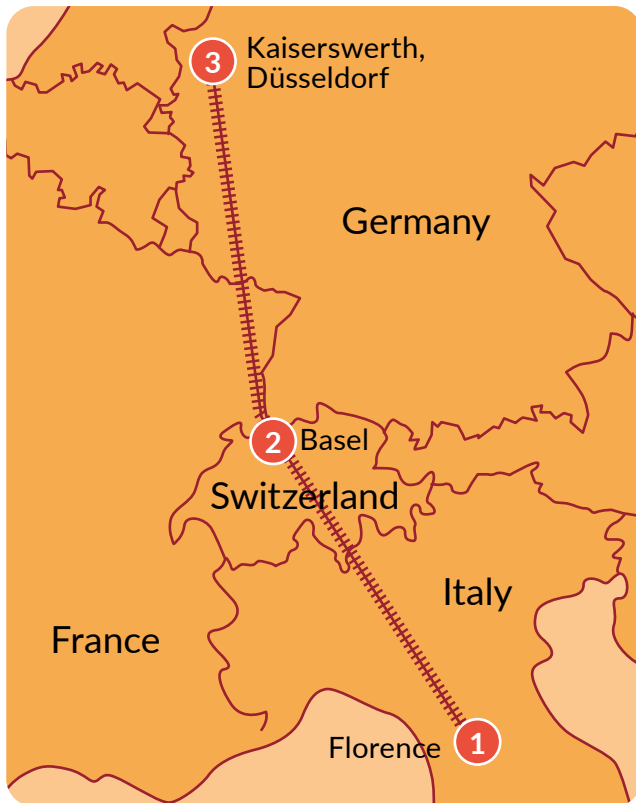 3
Kaiserswerth,
Düsseldorf
Germany
2
Basel
Switzerland
Italy
France
Florence
1